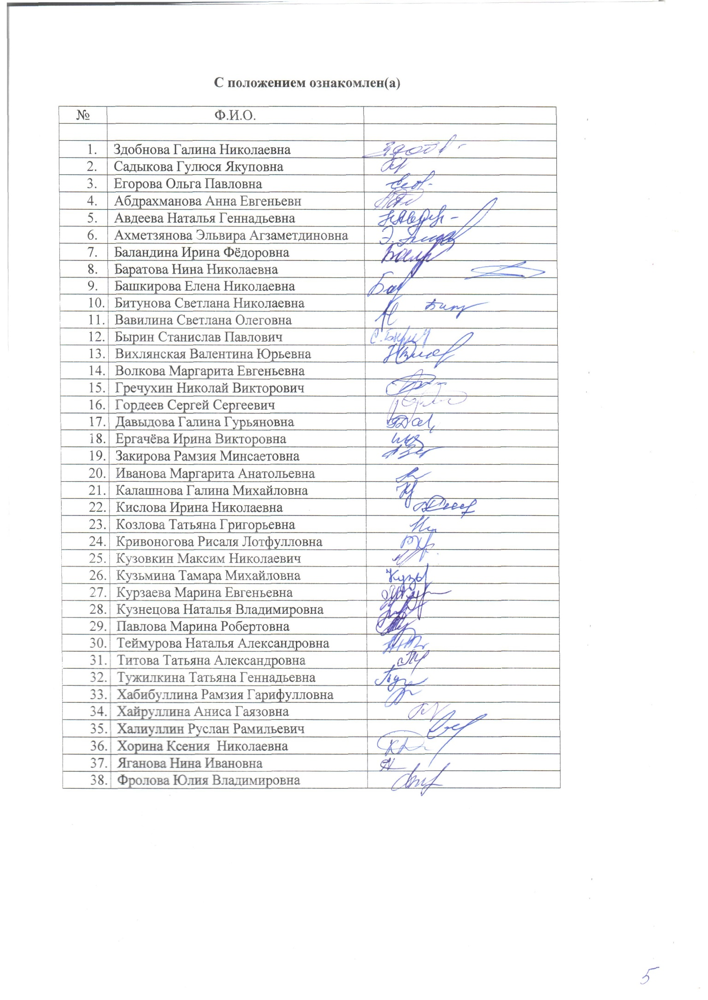 С положением ознакомлен(а)
№ Ф.И.О.
1. Здобнова Галина Николаевна
2. Садыкова Гулюся Якуповна
3. Егорова Ольга Павловна
4. Абдрахманова Анна Евгеньевн
5. Авдеева Наталья Геннадьевна
6. Ахметзянова Эльвира Агзаметдиновна
7. Баландина Ирина Фёдоровна
8. Баратова Нина Николаевна
9. Башкирова Елена Николаевна
10. Битунова Светлана Николаевна
11. Вавилина Светлана Олеговна
12. Бырин Станислав Павлович
13. Вихлянская Валентина Юрьевна
14. Волкова Маргарита Евгеньевна
15. Гречухин Николай Викторович
16. Гордеев Сергей Сергеевич
17. Давыдова Галина Гурьяновна
18. Ергачёва Ирина Викторовна
19. Закирова Рамзия Минсаетовна
20. Иванова Маргарита Анатольевна
21. Калашнова Галина Михайловна
22. Кислова Ирина Николаевна
23. Козлова Татьяна Григорьевна
24. Кривоногова Рисаля Лотфулловна
25. Кузовкин Максим Николаевич
26. Кузьмина Тамара Михайловна
27. Курзаева Марина Евгеньевна
28. Кузнецова Наталья Владимировна
29. Павлова Марина Робертовна
30. Теймурова Наталья Александровна
31. Титова Татьяна Александровна
32. Тужилкина Татьяна Геннадьевна
33. Хабибуллина Рамзия Гарифулловна
34. Хайруллина Аниса Гаязовна
35. Халиуллин Руслан Рамильевич
36. Хорина Ксения Николаевна
37. Яганова Нина Ивановна
38. Фролова Юлия Владимировна
5